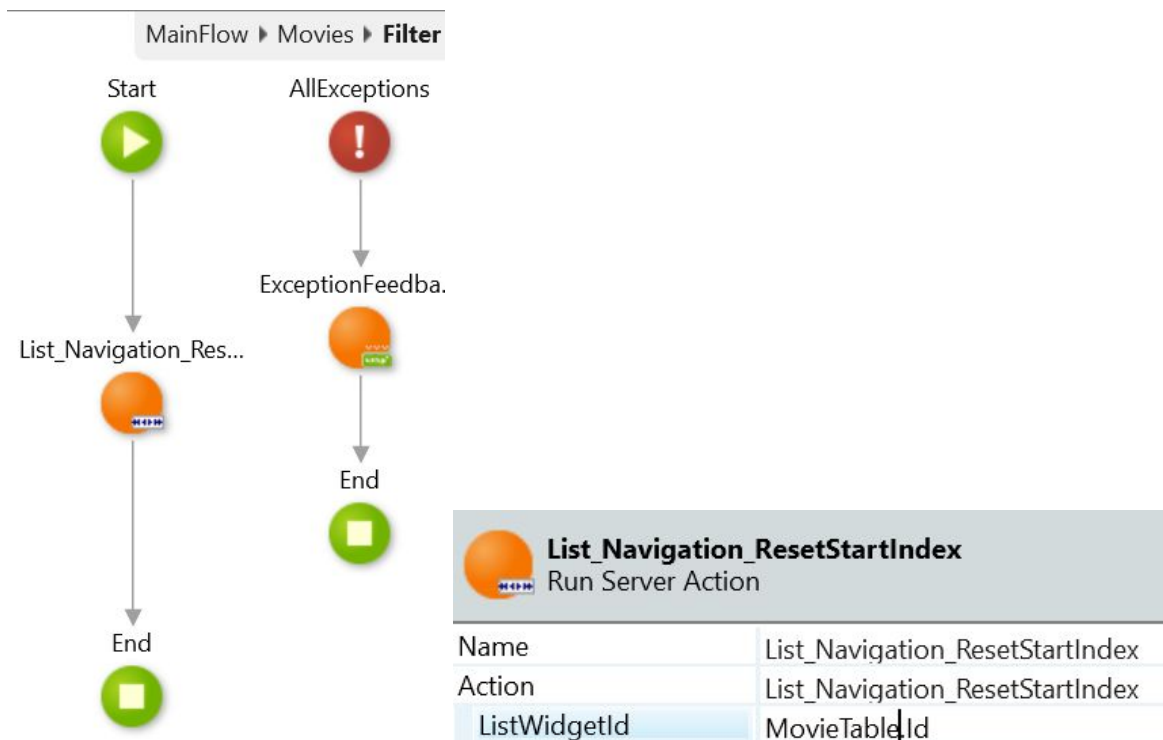 MainFlow Movies Filter
Start
AllExceptions
ExceptionFeedba.
List_Navigation_Res...
End
End
List_Navigation_ResetStartIndex
Run Server Action
Name List_Navigation_ResetStartIndex
Action List_Navigation_ResetStartIndex
ListWidgetId MovieTable.Id